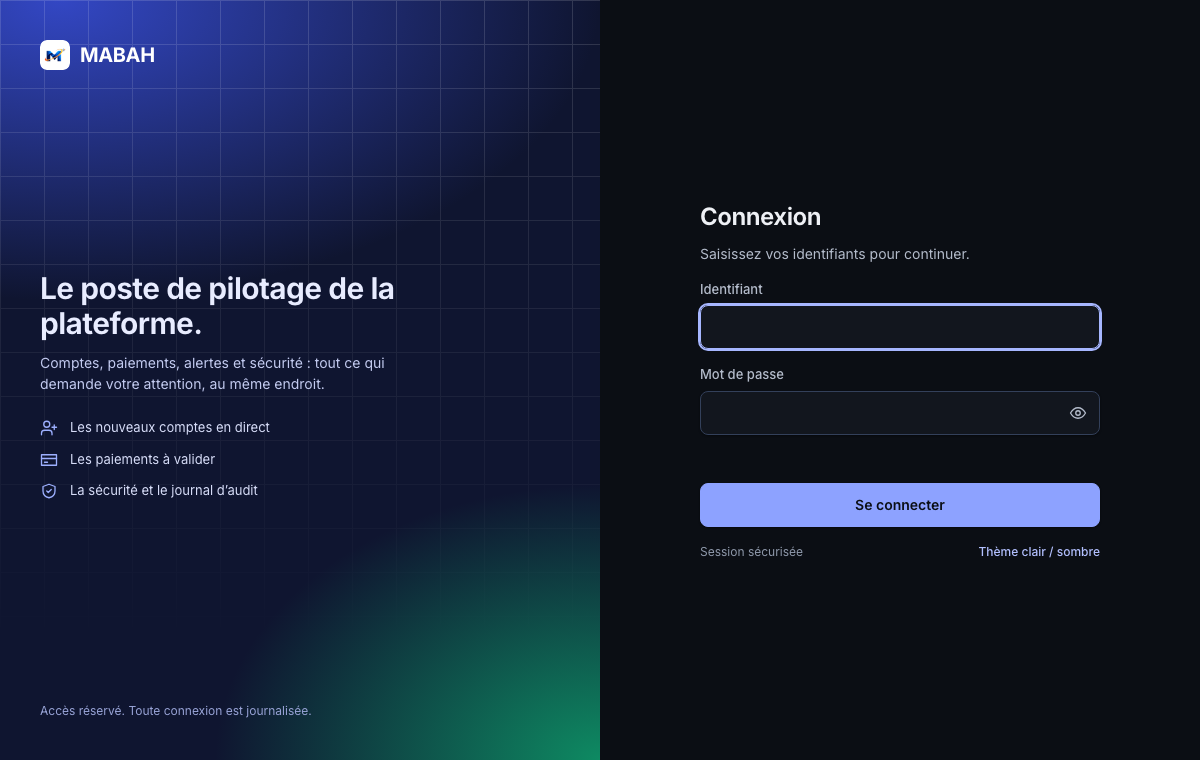 MABAH
Le poste de pilotage de la
plateforme.
Comptes, paiements, alertes et sécurité : tout ce qui
demande votre attention, au même endroit.
Les nouveaux comptes en direct
Les paiements à valider
La sécurité et le journal d’audit
Accès réservé. Toute connexion est journalisée.
Connexion
Saisissez vos identifiants pour continuer.
Identifiant
Mot de passe
Se connecter
Session sécurisée
Thème clair / sombre